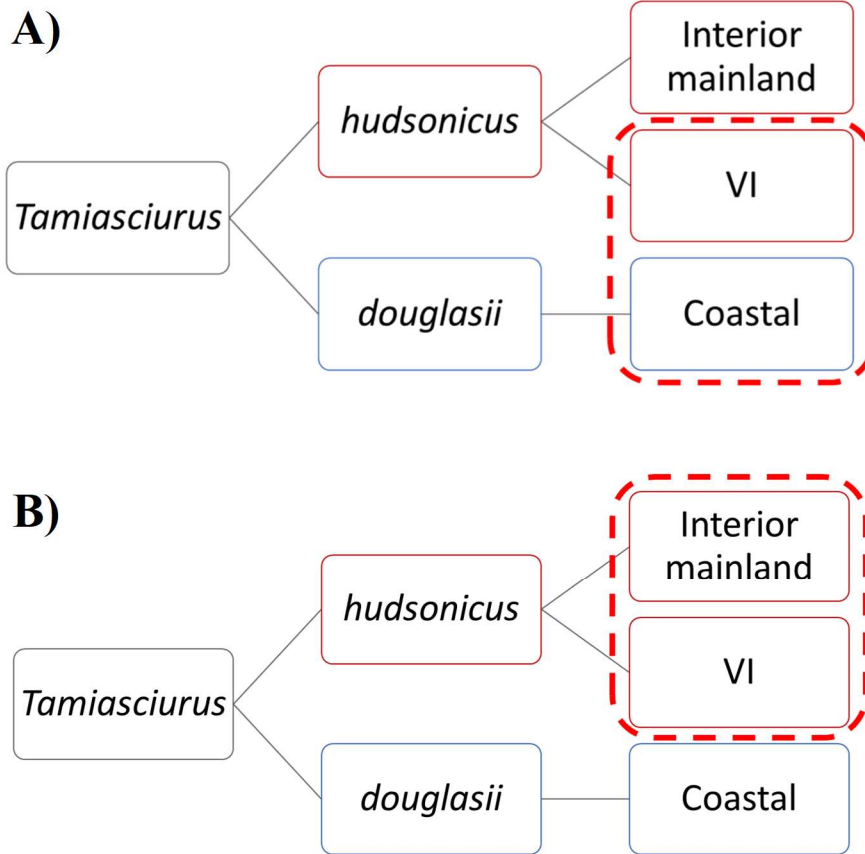 A)
Interior
mainland
hudsonicus
VI
Tamiasciurus
douglasii
Coastal
B)
Interior
mainland
hudsonicus
VI
Tamiasciurus
douglasii
Coastal